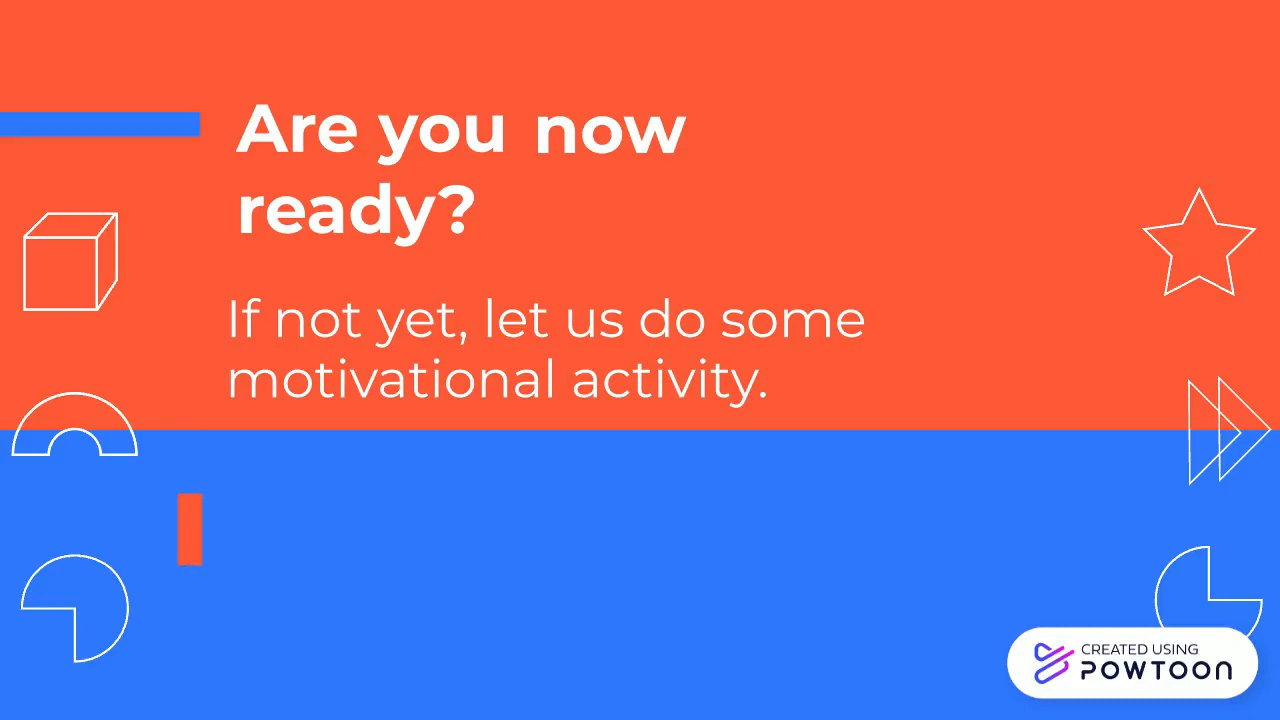 Are you now
ready?
If not yet, let us do some
motivational activity.
CREATED USING
POWTOON